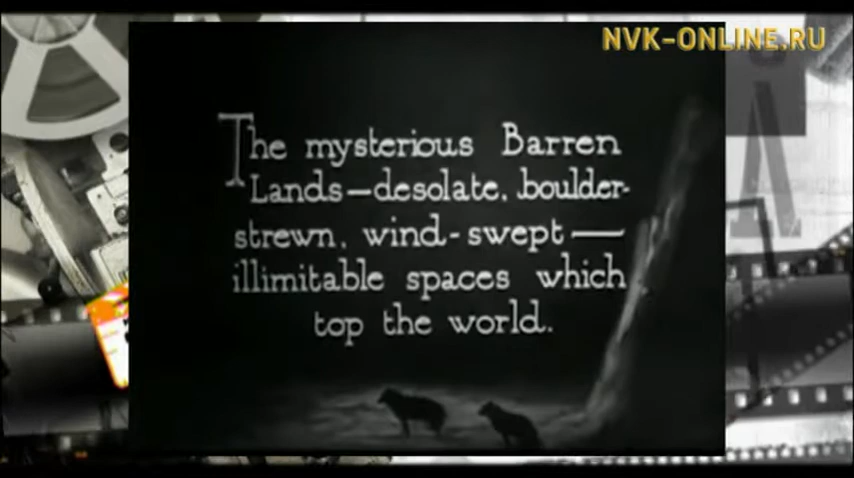 NVK-ONLINE.RU
The mysterious Barren
Lands—desolate, boulder-
strewn, wind-swept—
illimitable spaces which
top the world.